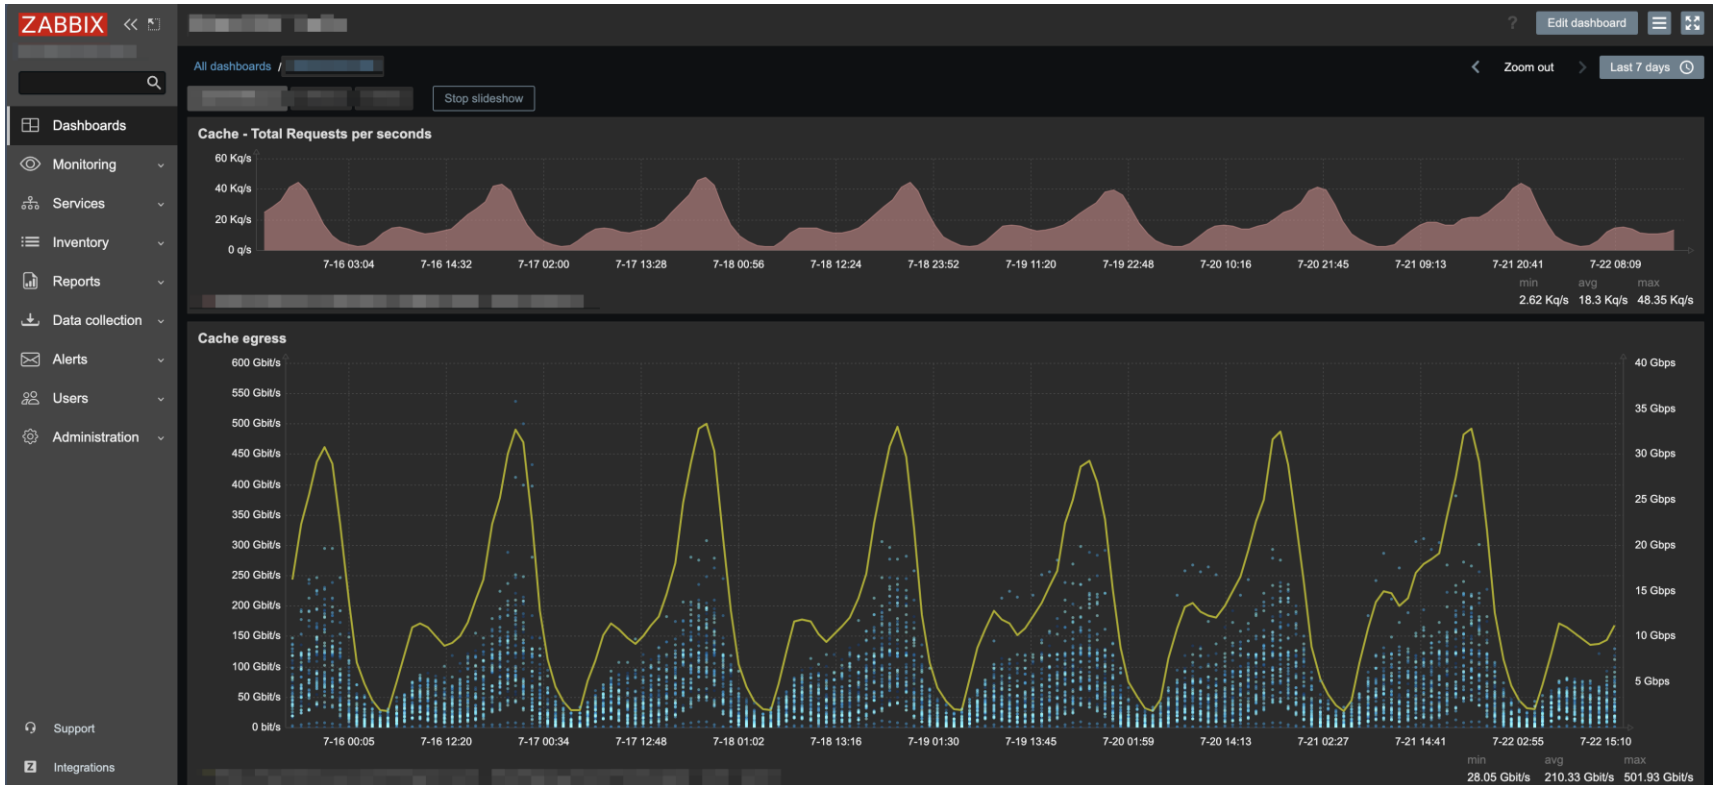 ZABBIX
? Edit dashboard
All dashboards /
Zoom out Last 7 days
Stop slideshow
Dashboards
Monitoring
Services
Inventory
Reports
Data collection
Alerts
Users
Administration
Support
Z Integrations
Cache - Total Requests per seconds
60 Kq/s
40 Kq/s
20 Kq/s
0 q/s
7-16 03:04 7-16 14:32 7-17 02:00 7-17 13:28 7-18 00:56 7-18 12:24 7-18 23:52 7-19 11:20 7-19 22:48 7-20 10:16 7-20 21:45 7-21 09:13 7-21 20:41 7-22 08:09
min avg max
2.62 Kq/s 18.3 Kq/s 48.35 Kq/s
Cache egress
600 Gbit/s 40 Gbps
550 Gbit/s
35 Gbps
500 Gbit/s
450 Gbit/s 30 Gbps
400 Gbit/s
25 Gbps
350 Gbit/s
300 Gbit/s 20 Gbps
250 Gbit/s
15 Gbps
200 Gbit/s
150 Gbit/s 10 Gbps
100 Gbit/s
5 Gbps
50 Gbit/s
0 bit/s
7-16 00:05 7-16 12:20 7-17 00:34 7-17 12:48 7-18 01:02 7-18 13:16 7-19 01:30 7-19 13:45 7-20 01:59 7-20 14:13 7-21 02:27 7-21 14:41 7-22 02:55 7-22 15:10
min avg max
28.05 Gbit/s 210.33 Gbit/s 501.93 Gbit/s